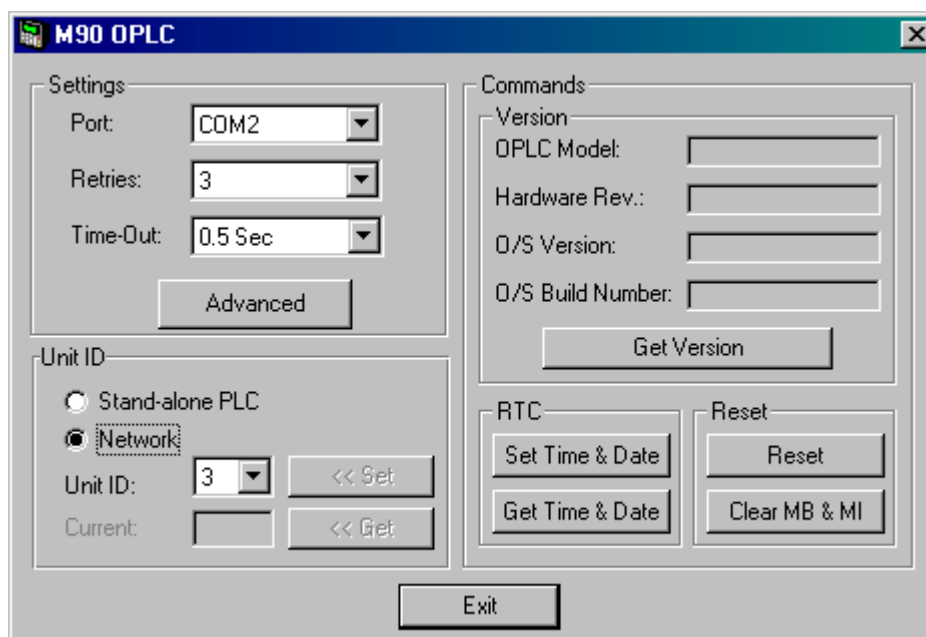 M90 OPLC
Settings
Port: COM2
Retries: 3
Time-Out: 0.5 Sec
Advanced
Unit ID
Stand-alone PLC
Network
Unit ID: 3 << Set
Current: << Get
Commands
Version
OPLC Model:
Hardware Rev.:
O/S Version:
O/S Build Number:
Get Version
RTC
Set Time & Date
Get Time & Date
Reset
Reset
Clear MB & MI
Exit